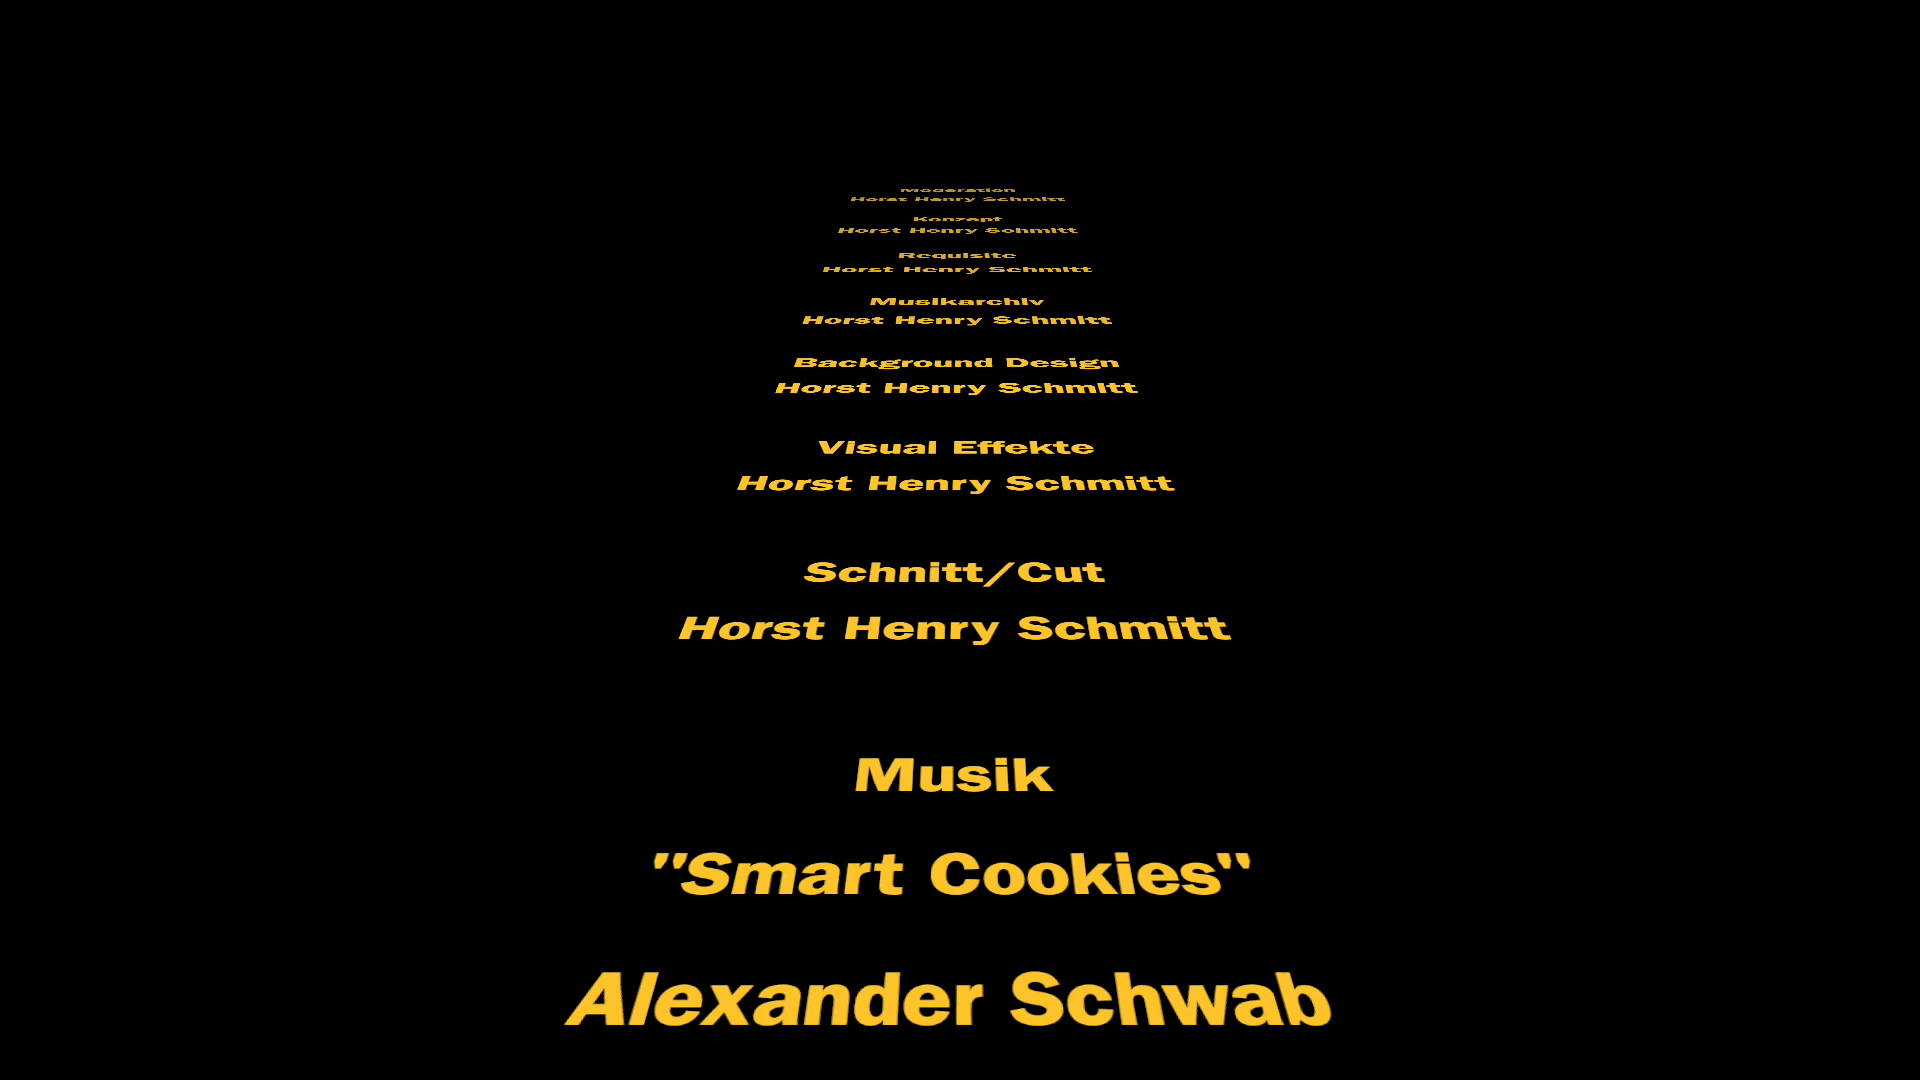 Moderation
Horst Henry Schmitt
Konzept
Horst Henry Schmitt
Requisite
Horst Henry Schmitt
Musikarchiv
Horst Henry Schmitt
Background Design
Horst Henry Schmitt
Visual Effekte
Horst Henry Schmitt
Schnitt/Cut
Horst Henry Schmitt
Musik
"Smart Cookies"
Alexander Schwab